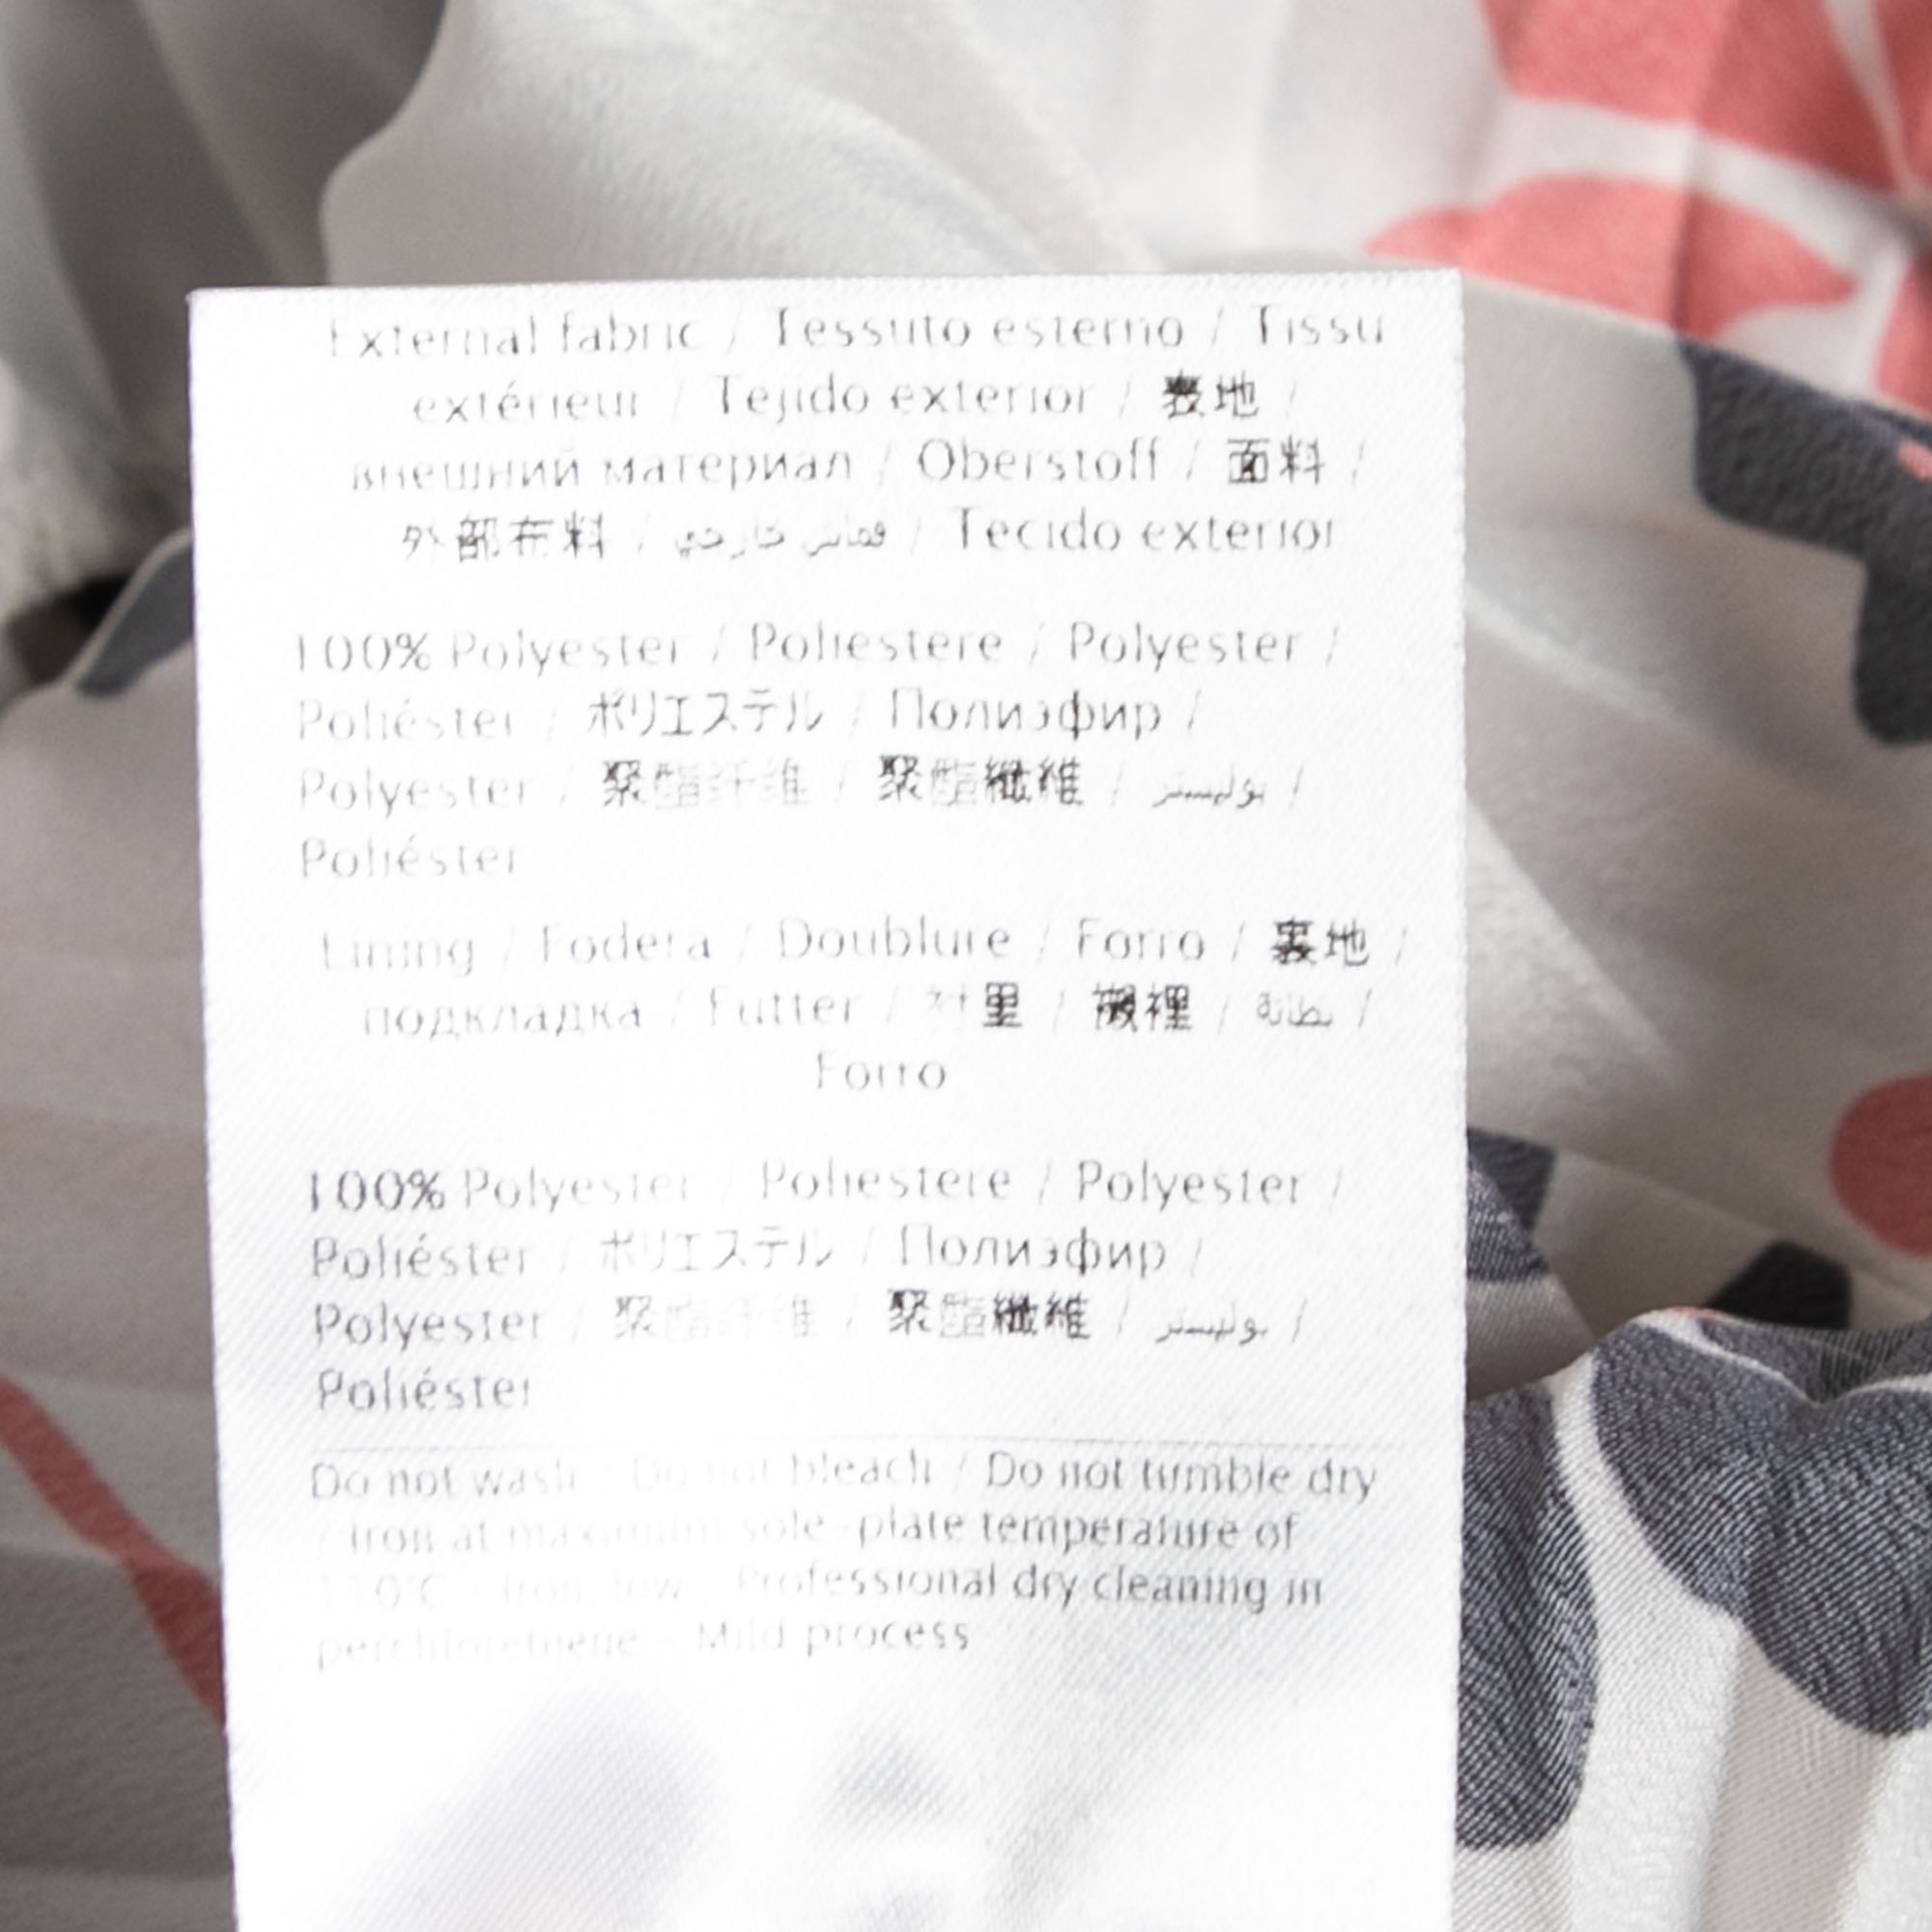 External fabric / Tessuto esterno / Tissu
extérieur / Tejido exterior / 表地 /
внешний материал / Oberstoff / 面料 /
外部布料 / قماش خارجي / Tecido exterior
100% Polyester / Poliestere / Polyester /
Poliéster / ポリエステル / Полиэфир /
Polyester / 聚酯纤维 / 聚酯纖維 / بوليستر /
Poliéster
Lining / Fodera / Doublure / Forro / 裏地 /
подкладка / Futter / 衬里 / 襯裡 / بطانة /
Forro
100% Polyester / Poliestere / Polyester /
Poliéster / ポリエステル / Полиэфир /
Polyester / 聚酯纤维 / 聚酯纖維 / بوليستر /
Poliéster
Do not wash / Do not bleach / Do not tumble dry
/ Iron at maximum sole-plate temperature of
110°C - Iron, low / Professional dry cleaning in
perchlorethene - Mild process